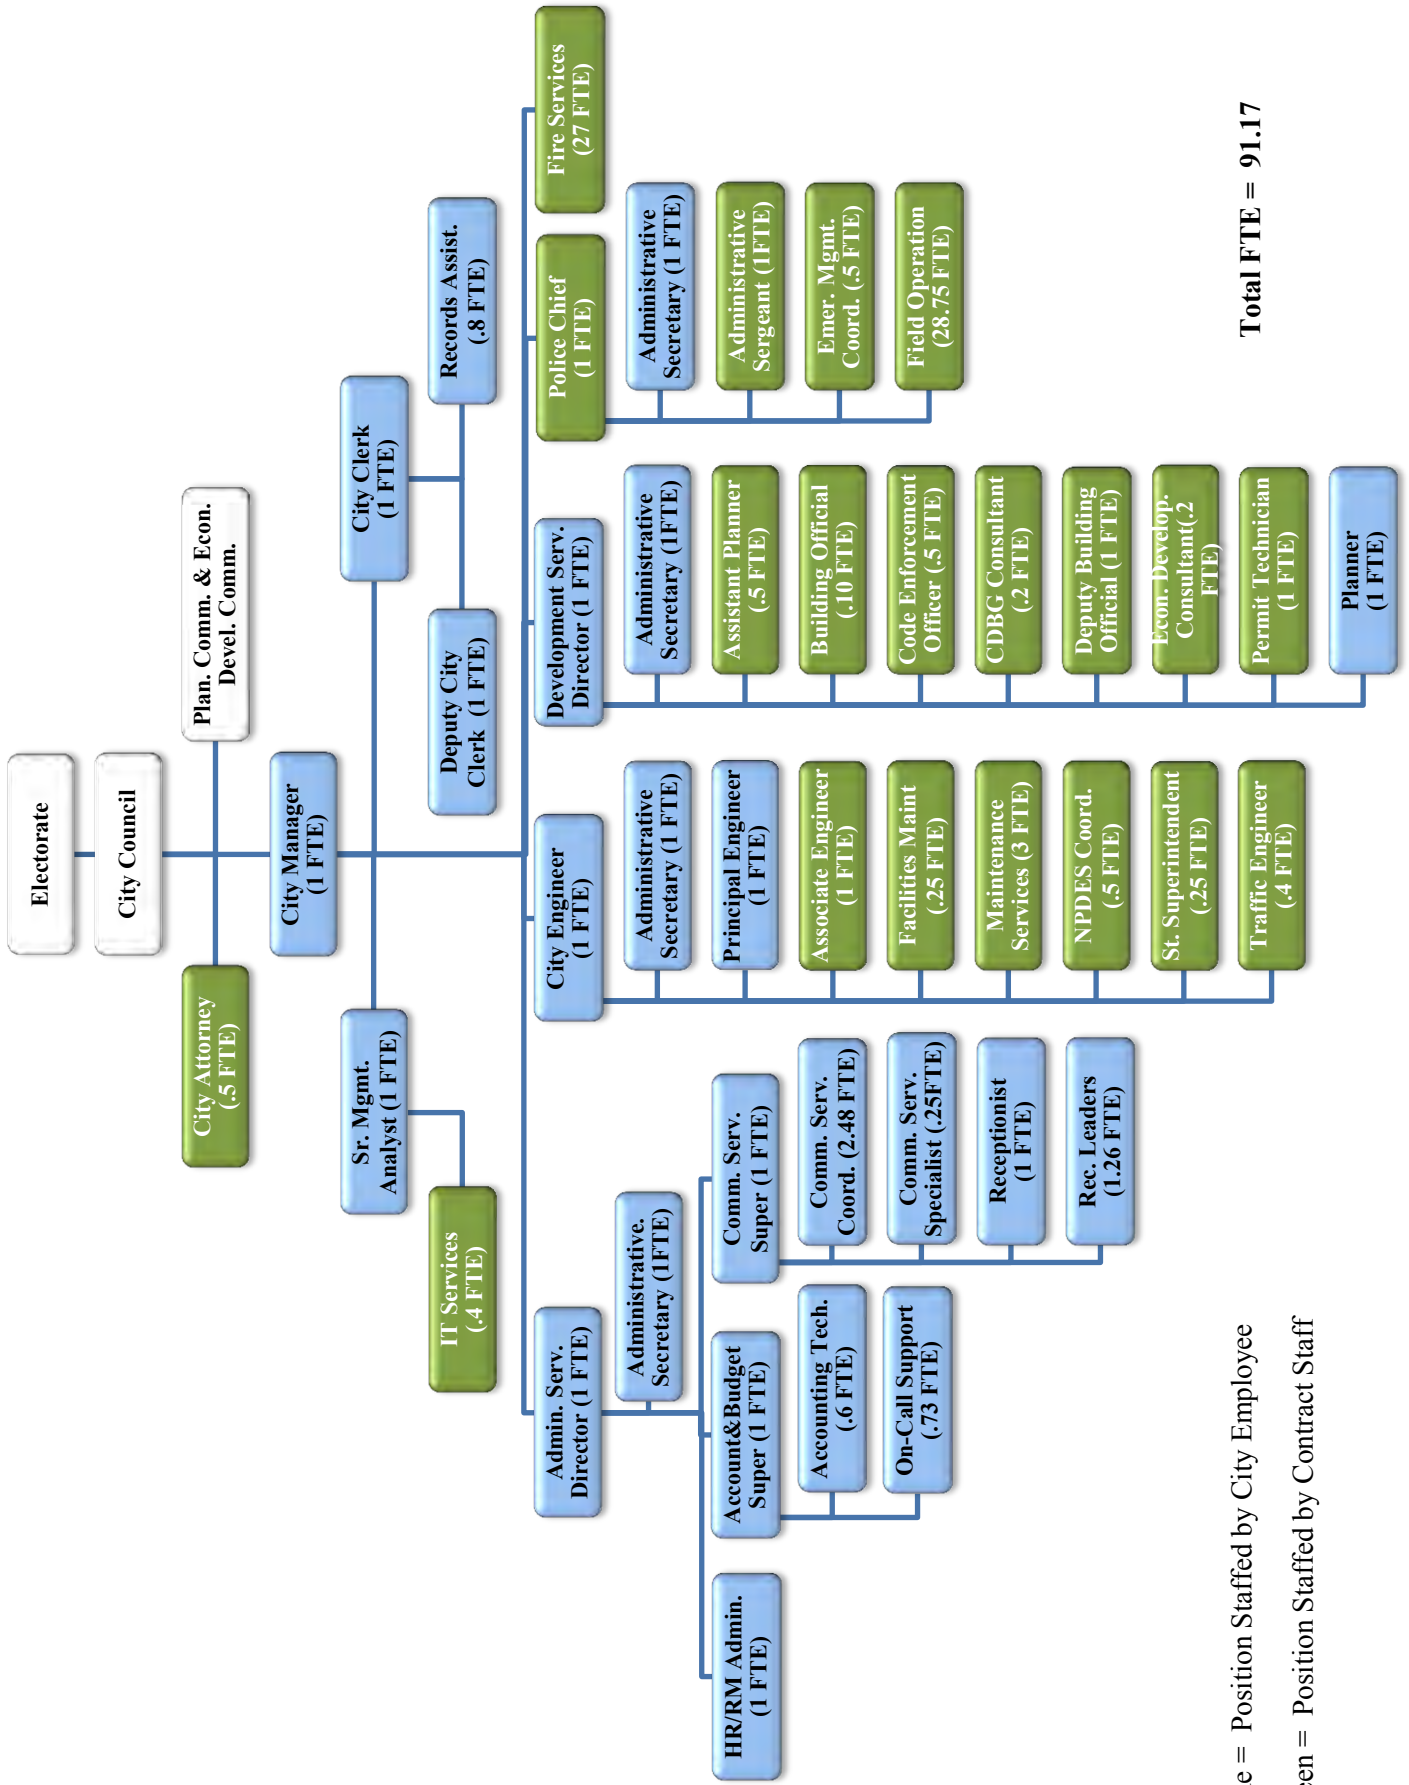 Electorate
City Council
City Attorney
(.5 FTE)
Plan. Comm. & Econ.
Devel. Comm.
City Manager
(1 FTE)
Sr. Mgmt.
Analyst (1 FTE)
City Clerk
(1 FTE)
IT Services
(.4 FTE)
Deputy City
Clerk (1 FTE)
Records Assist.
(.8 FTE)
Admin. Serv.
Director (1 FTE)
City Engineer
(1 FTE)
Development Serv.
Director (1 FTE)
Police Chief
(1 FTE)
Fire Services
(27 FTE)
Administrative.
Secretary (1FTE)
HR/RM Admin.
(1 FTE)
Account&Budget
Super (1 FTE)
Accounting Tech.
(.6 FTE)
On-Call Support
(.73 FTE)
Comm. Serv.
Super (1 FTE)
Comm. Serv.
Coord. (2.48 FTE)
Comm. Serv.
Specialist (.25FTE)
Receptionist
(1 FTE)
Rec. Leaders
(1.26 FTE)
Administrative
Secretary (1 FTE)
Principal Engineer
(1 FTE)
Associate Engineer
(1 FTE)
Facilities Maint
(.25 FTE)
Maintenance
Services (3 FTE)
NPDES Coord.
(.5 FTE)
St. Superintendent
(.25 FTE)
Traffic Engineer
(.4 FTE)
Administrative
Secretary (1FTE)
Assistant Planner
(.5 FTE)
Building Official
(.10 FTE)
Code Enforcement
Officer (.5 FTE)
CDBG Consultant
(.2 FTE)
Deputy Building
Official (1 FTE)
Econ. Develop.
Consultant(.2
FTE)
Permit Technician
(1 FTE)
Planner
(1 FTE)
Administrative
Secretary (1 FTE)
Administrative
Sergeant (1FTE)
Emer. Mgmt.
Coord. (.5 FTE)
Field Operation
(28.75 FTE)
Total FTE = 91.17
e = Position Staffed by City Employee
een = Position Staffed by Contract Staff